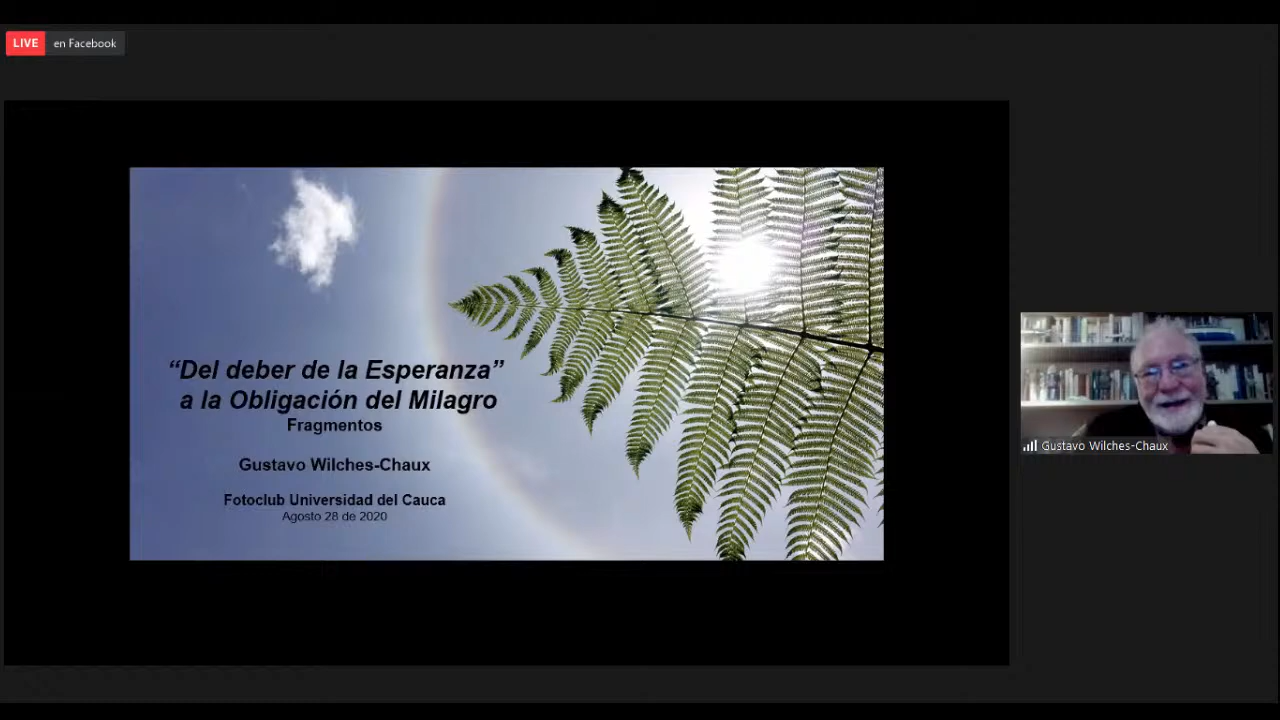 LIVE en Facebook
“Del deber de la Esperanza”
a la Obligación del Milagro
Fragmentos
Gustavo Wilches-Chaux
Fotoclub Universidad del Cauca
Agosto 28 de 2020
Gustavo Wilches-Chaux